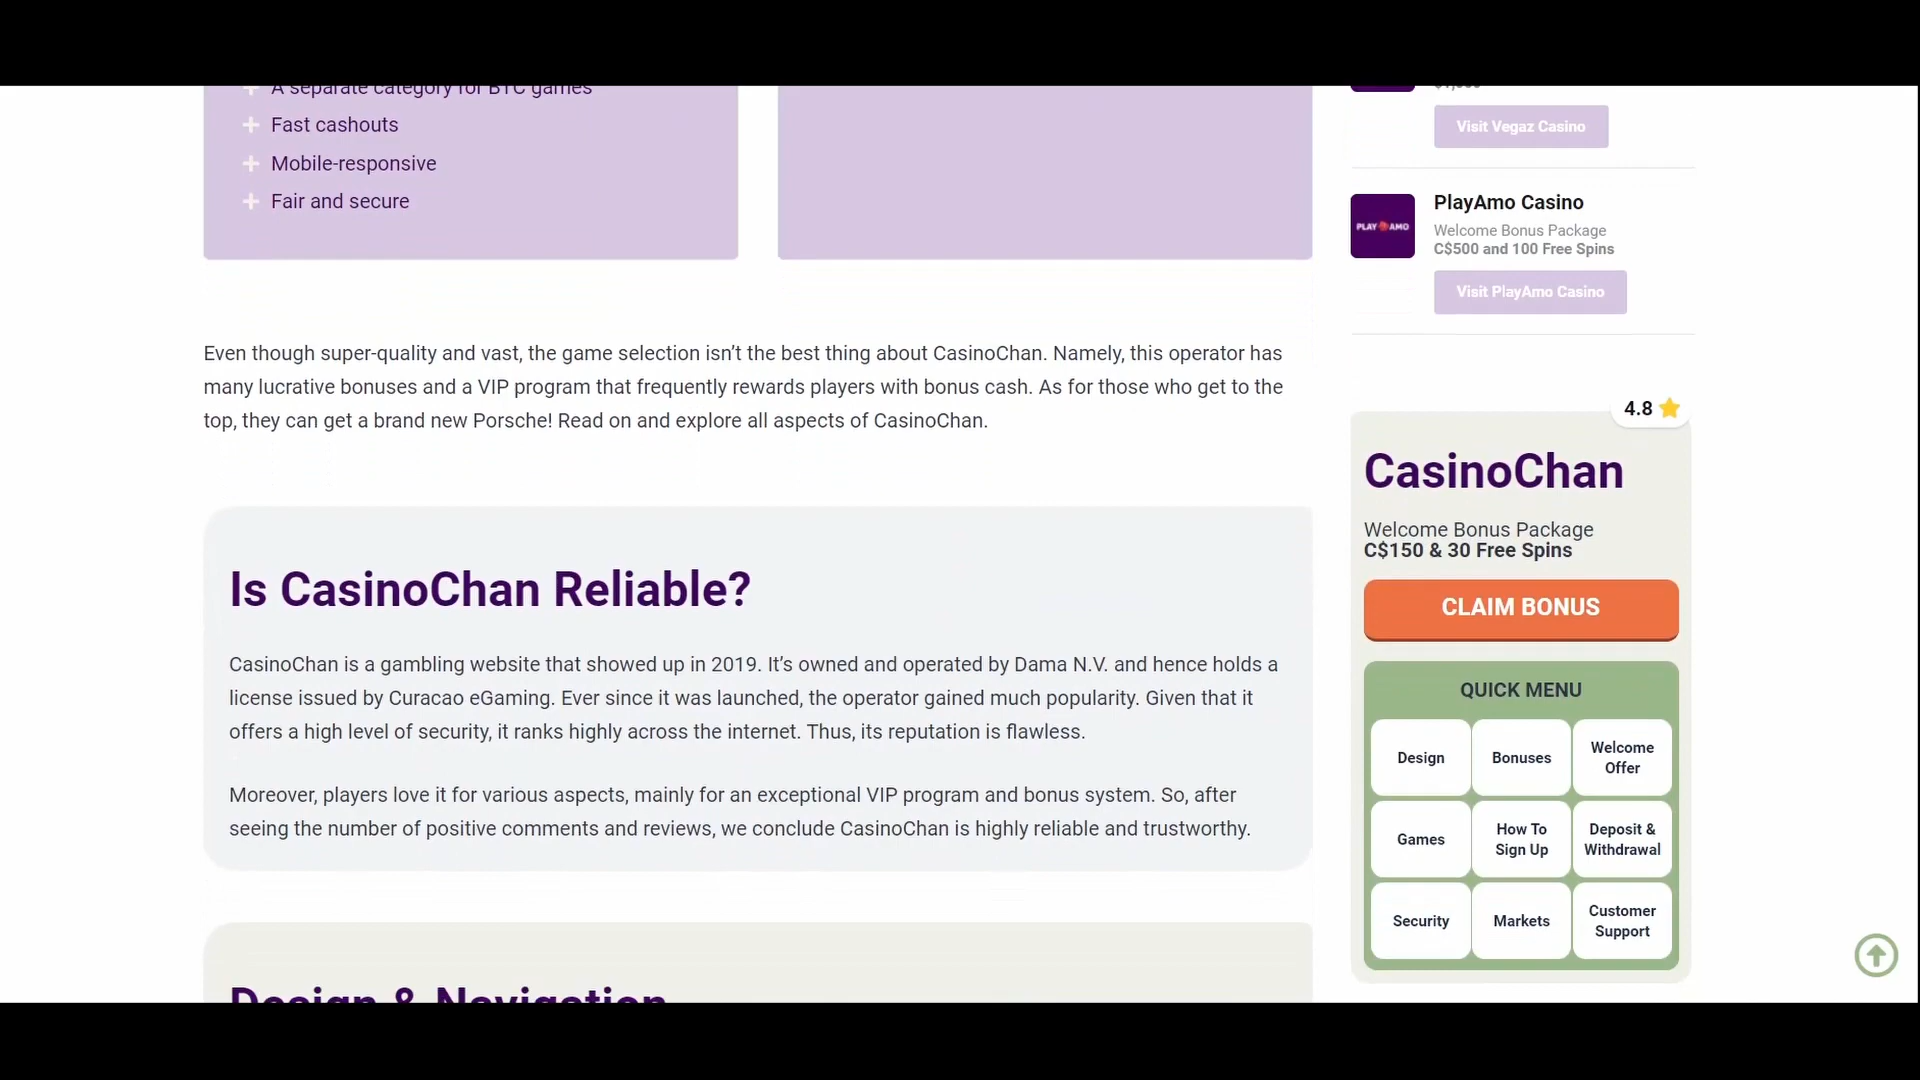 A separate category for BTC games
Fast cashouts
Mobile-responsive
Fair and secure
Even though super-quality and vast, the game selection isn’t the best thing about CasinoChan. Namely, this operator has
many lucrative bonuses and a VIP program that frequently rewards players with bonus cash. As for those who get to the
top, they can get a brand new Porsche! Read on and explore all aspects of CasinoChan.
Is CasinoChan Reliable?
CasinoChan is a gambling website that showed up in 2019. It’s owned and operated by Dama N.V. and hence holds a
license issued by Curacao eGaming. Ever since it was launched, the operator gained much popularity. Given that it
offers a high level of security, it ranks highly across the internet. Thus, its reputation is flawless.
Moreover, players love it for various aspects, mainly for an exceptional VIP program and bonus system. So, after
seeing the number of positive comments and reviews, we conclude CasinoChan is highly reliable and trustworthy.
Design & Navigation
Visit Vegaz Casino
PLAY AMO
PlayAmo Casino
Welcome Bonus Package
C$500 and 100 Free Spins
Visit PlayAmo Casino
4.8
CasinoChan
Welcome Bonus Package
C$150 & 30 Free Spins
CLAIM BONUS
QUICK MENU
Design
Bonuses
Welcome
Offer
Games
How To
Sign Up
Deposit &
Withdrawal
Security
Markets
Customer
Support